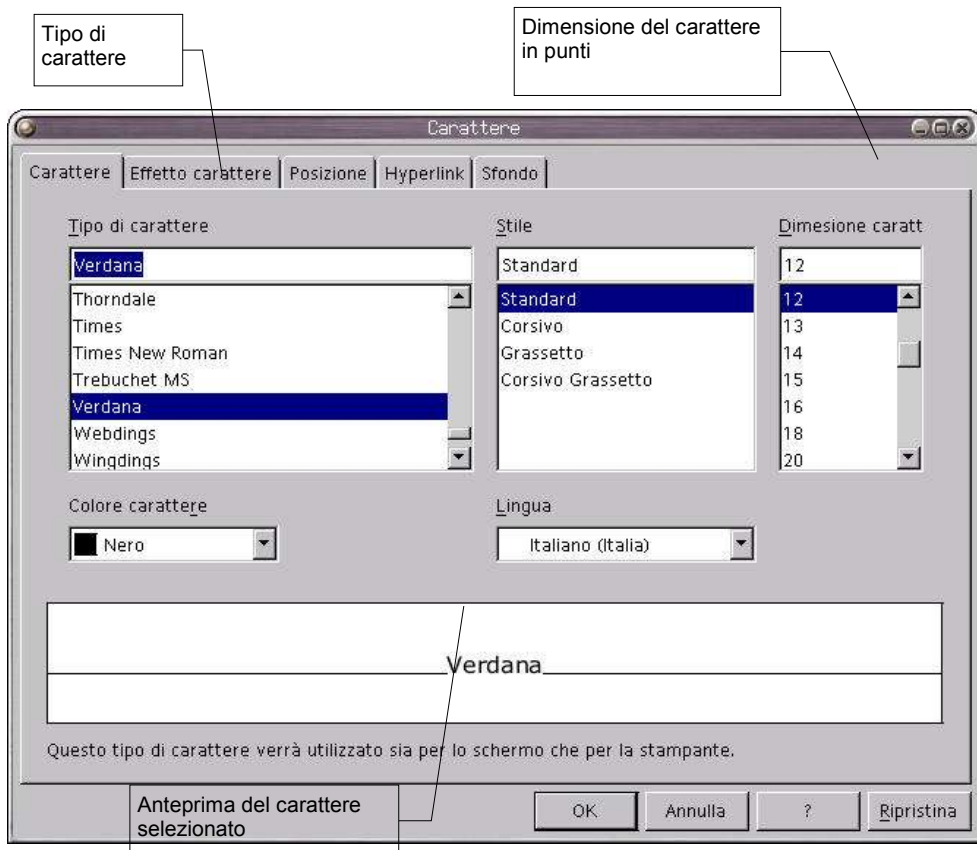 Tipo di
carattere
Dimensione del carattere
in punti
Carattere
Carattere Effetto carattere Posizione Hyperlink Sfondo
Tipo di carattere Stile Dimesione caratt
Verdana Standard 12
Thorndale Standard 12
Times Corsivo 13
Times New Roman Grassetto 14
Trebuchet MS Corsivo Grassetto 15
Verdana 16
Webdings 18
Wingdings 20
Colore carattere Lingua
Nero Italiano (Italia)
Verdana
Questo tipo di carattere verrà utilizzato sia per lo schermo che per la stampante.
Anteprima del carattere
selezionato
OK Annulla ? Ripristina